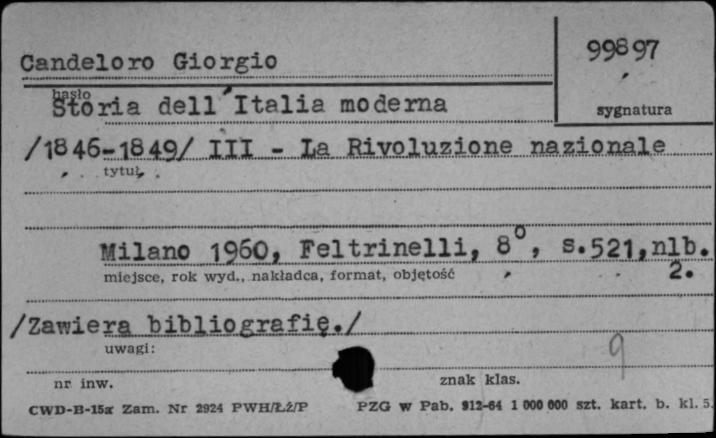 Candeloro Giorgio
99897
hasło
Storia dell'Italia moderna
sygnatura
/1846-1849/ III - La Rivoluzione nazionale
tytuł
Milano 1960, Feltrinelli, 8°, s.521,nlb.
2.
miejsce, rok wyd., nakładca, format, objętość
/Zawiera bibliografię./
uwagi:
9
nr inw.
znak klas.
CWD-B-15a Zam. Nr 2924 PWH/Łż/P
PZG w Pab. 912-64 1 000 000 szt. kart. b. kl. 5.